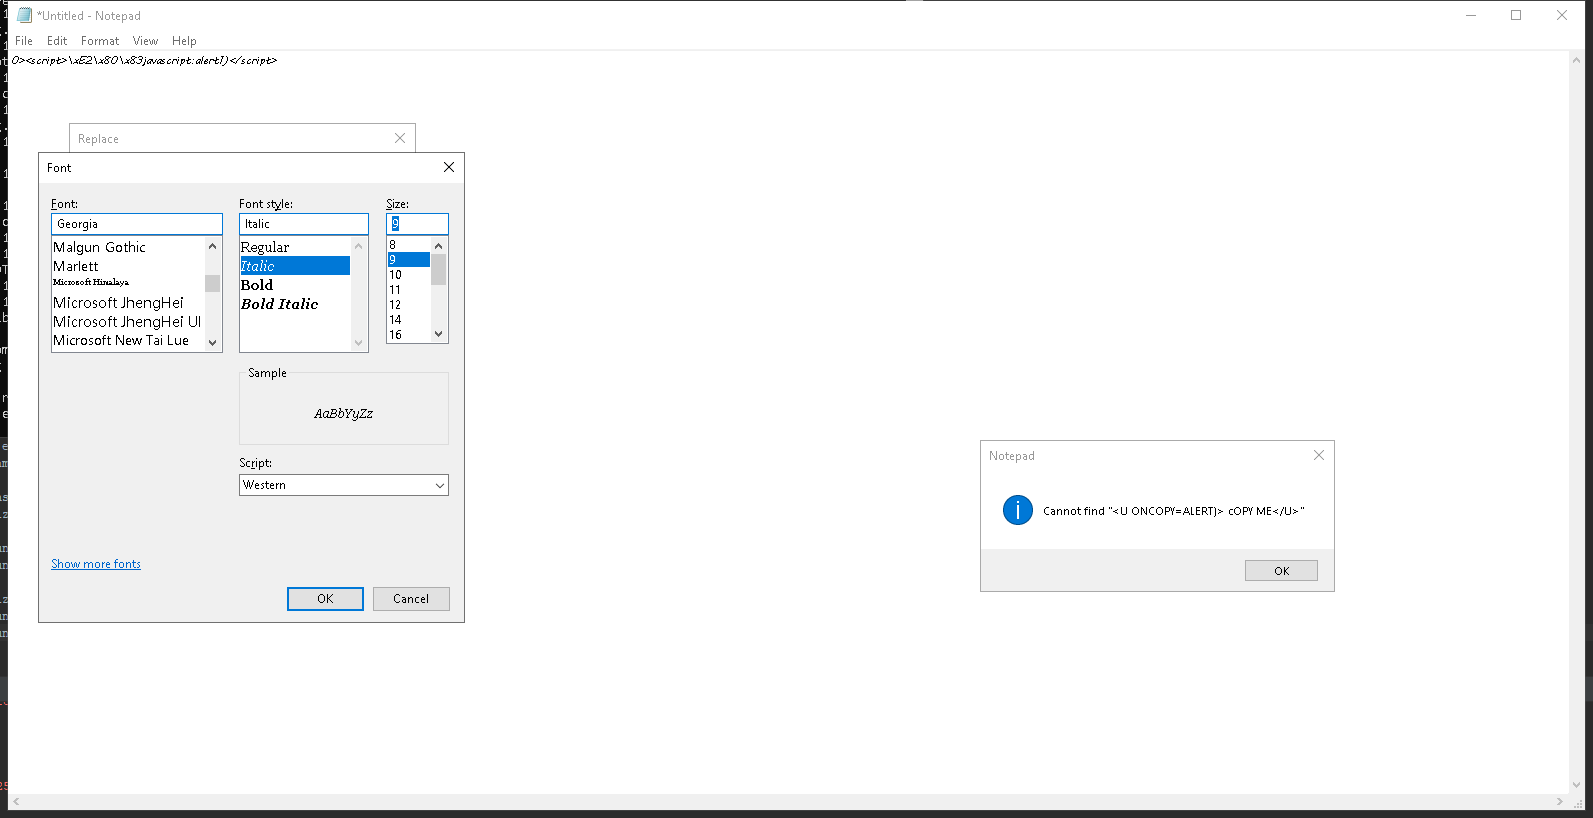 *Untitled - Notepad
File Edit Format View Help
0><script>\xE2\x80\x83javascript:alert1)</script>
Replace
Font
Font: Font style: Size:
Georgia Italic 9
Malgun Gothic Regular 8
Marlett Italic 9
Microsoft Himalaya Bold 10
Microsoft JhengHei Bold Italic 11
Microsoft JhengHei UI 12
Microsoft New Tai Lue 14
16
Sample
AaBbYyZz
Script:
Western
Show more fonts
OK Cancel
Notepad
Cannot find "<U ONCOPY=ALERT)> cOPY ME</U>"
OK